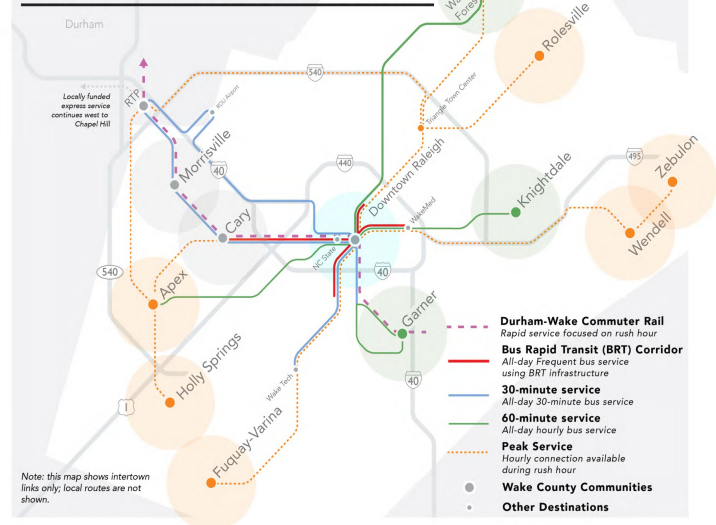 Durham
Wa
Fores
Rolesville
540
Locally funded
express service
continues west to
Chapel Hill
RTP
RDU Airport
Triangle Town Center
Morrisville
40
440
495
Zebulon
Downtown Raleigh
Knightdale
WakeMed
Wendell
Cary
NC State
540
40
Apex
Garner
Holly Springs
Wake Tech
40
1
Fuquay-Varina
Durham-Wake Commuter Rail
Rapid service focused on rush hour
Bus Rapid Transit (BRT) Corridor
All-day Frequent bus service
using BRT infrastructure
30-minute service
All-day 30-minute bus service
60-minute service
All-day hourly bus service
Peak Service
Hourly connection available
during rush hour
Wake County Communities
Other Destinations
Note: this map shows intertown
links only; local routes are not
shown.